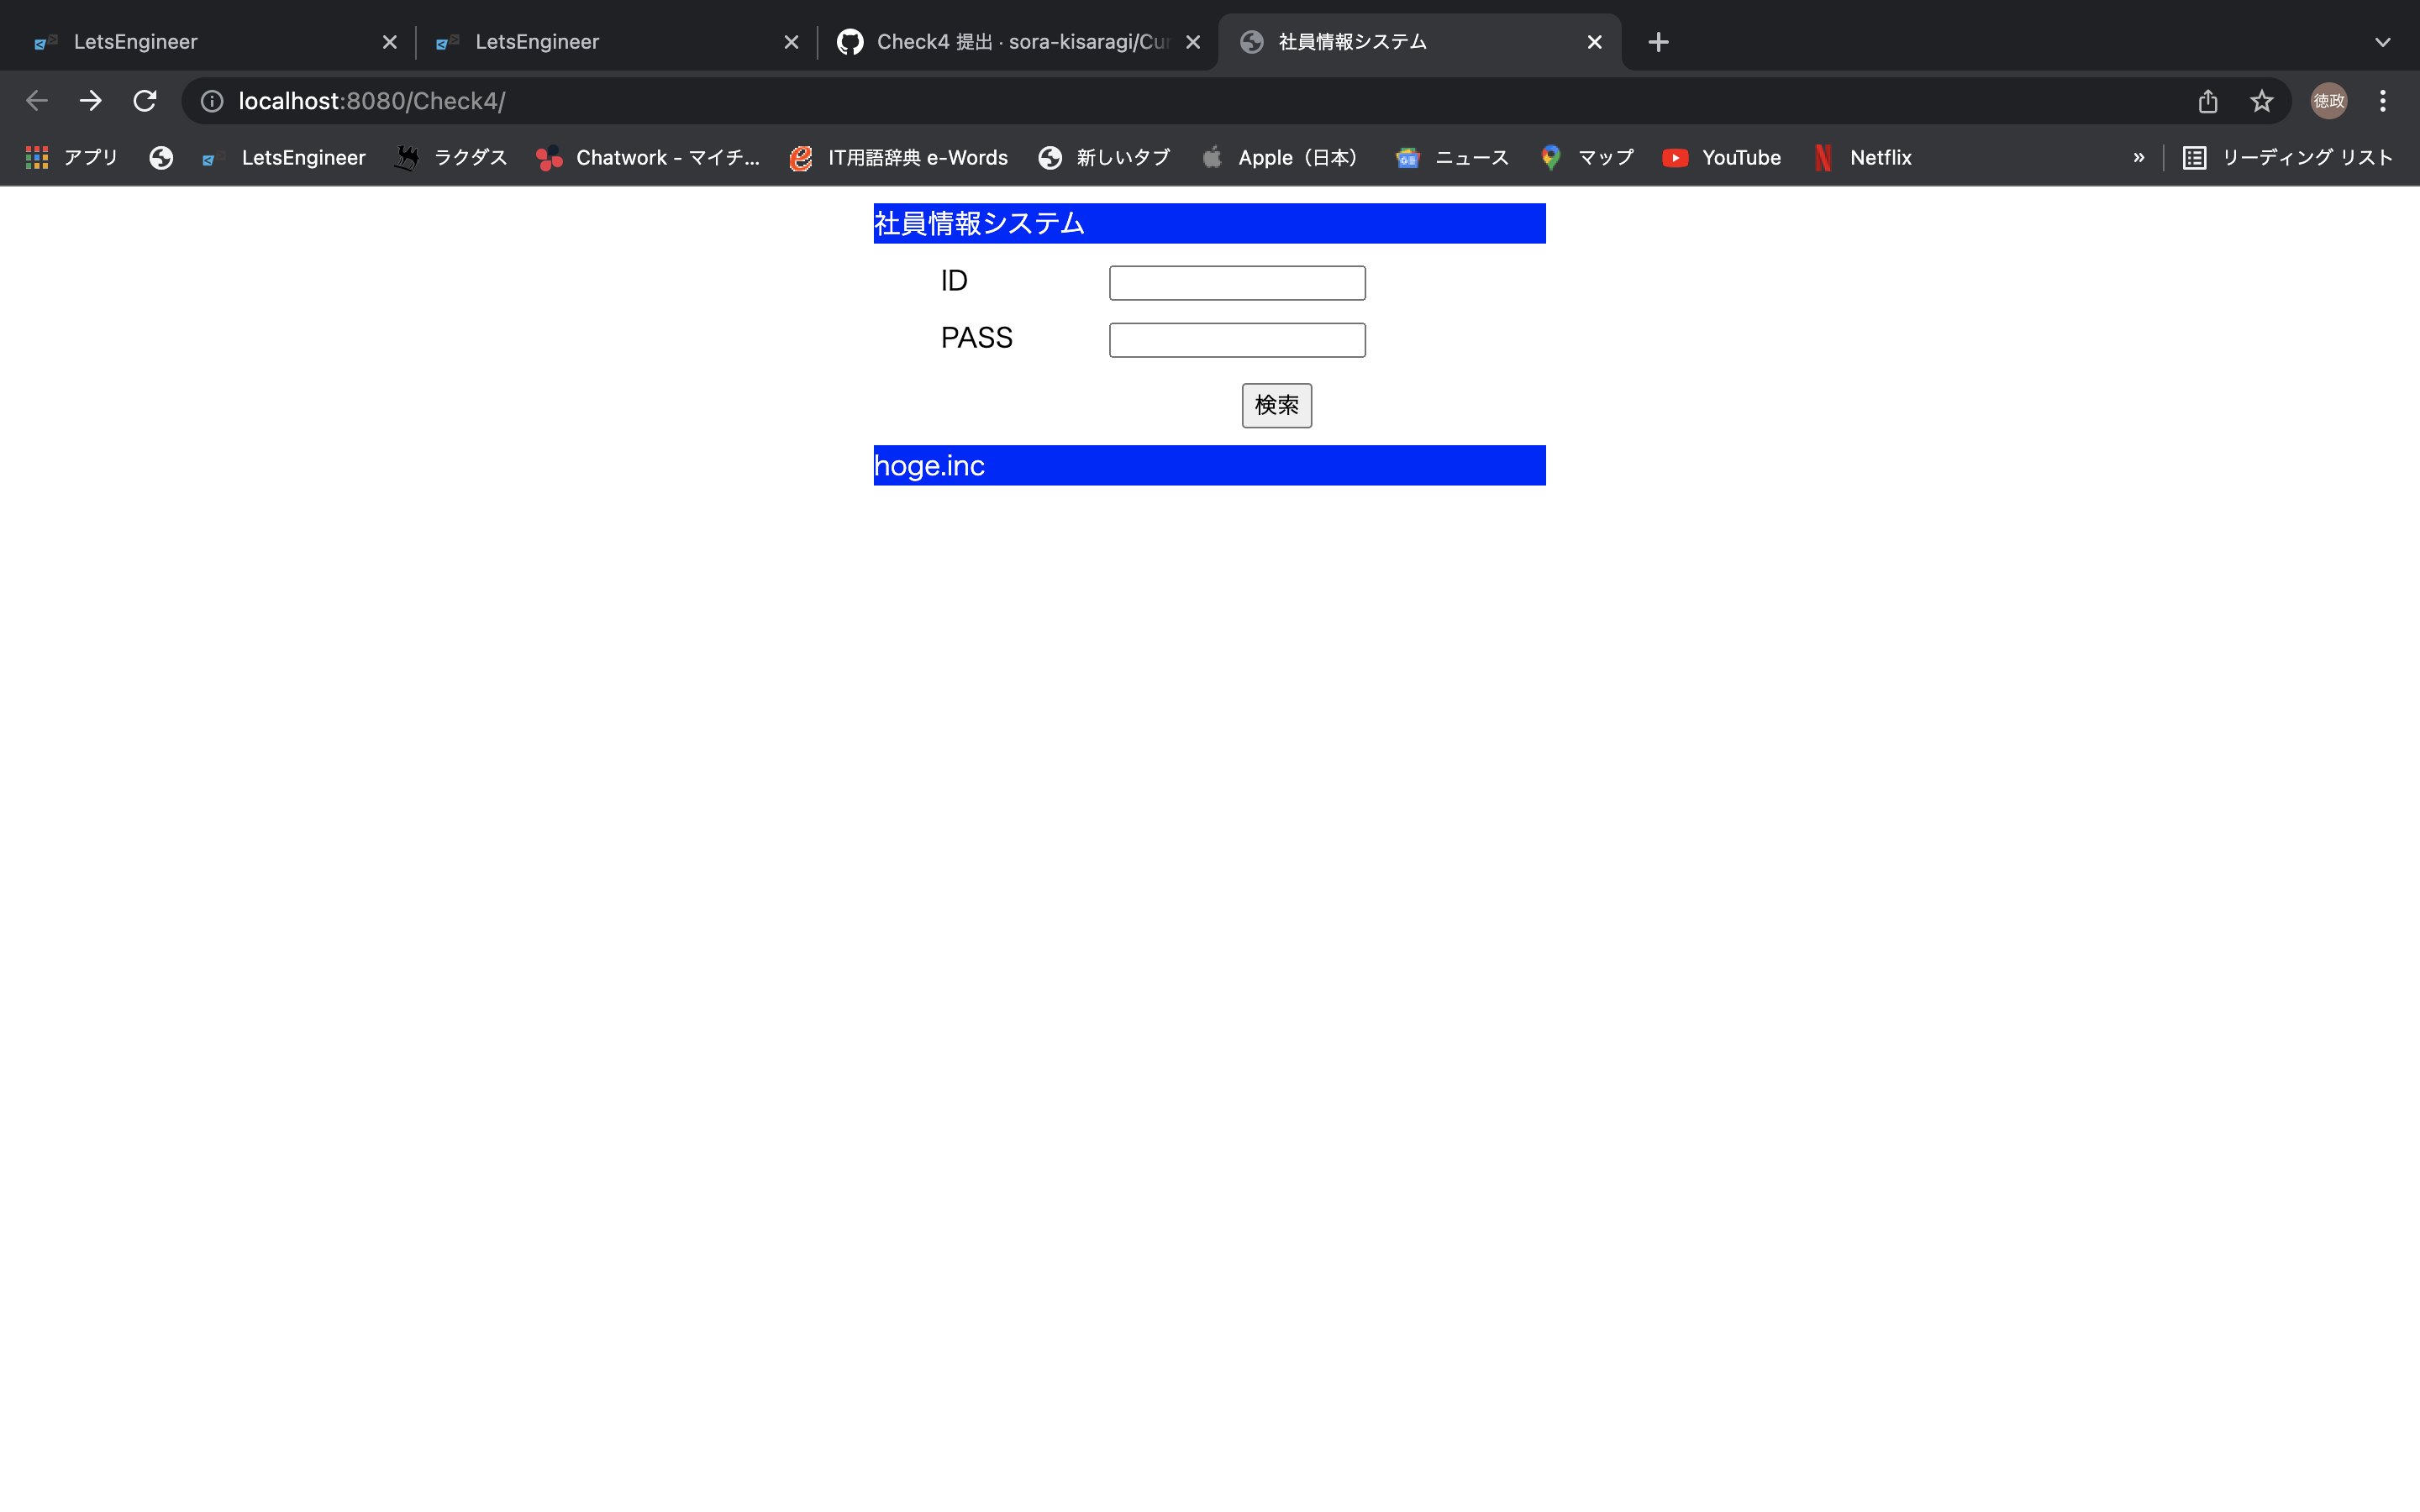 LetsEngineer
LetsEngineer
Check4 提出 · sora-kisaragi/Cur
社員情報システム
localhost:8080/Check4/
徳政
アプリ
LetsEngineer
ラクダス
Chatwork - マイチ...
IT用語辞典 e-Words
新しいタブ
Apple（日本）
ニュース
マップ
YouTube
Netflix
»
リーディング リスト
社員情報システム
ID
PASS
検索
hoge.inc